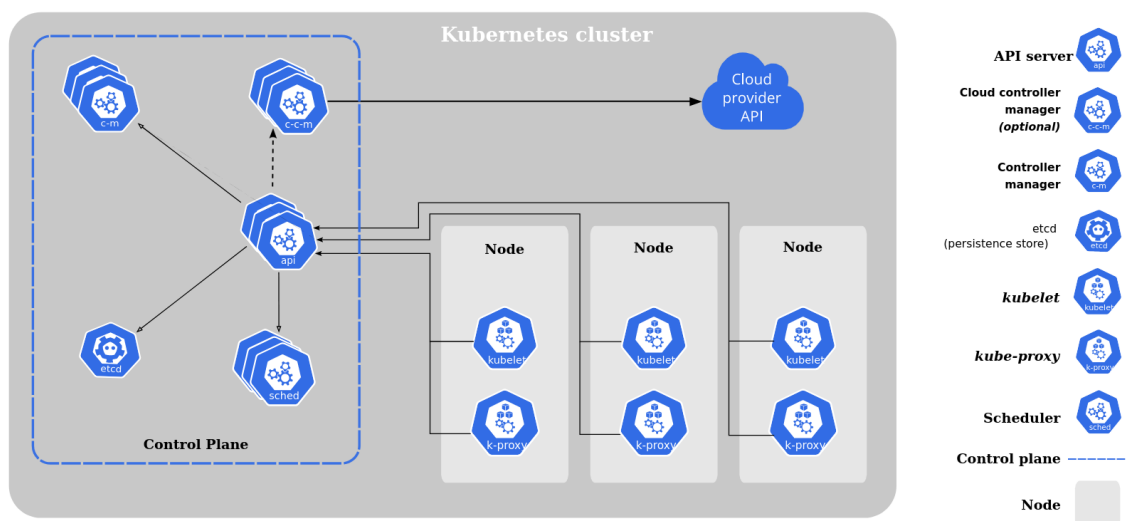 Kubernetes cluster
c-m
c-c-m
Cloud
provider
API
api
Node
Node
Node
etcd
sched
kubelet
kubelet
kubelet
k-proxy
k-proxy
k-proxy
Control Plane
API server
api
Cloud controller
manager
(optional)
c-c-m
Controller
manager
c-m
etcd
(persistence store)
etcd
kubelet
kubelet
kube-proxy
k-proxy
Scheduler
sched
Control plane
Node